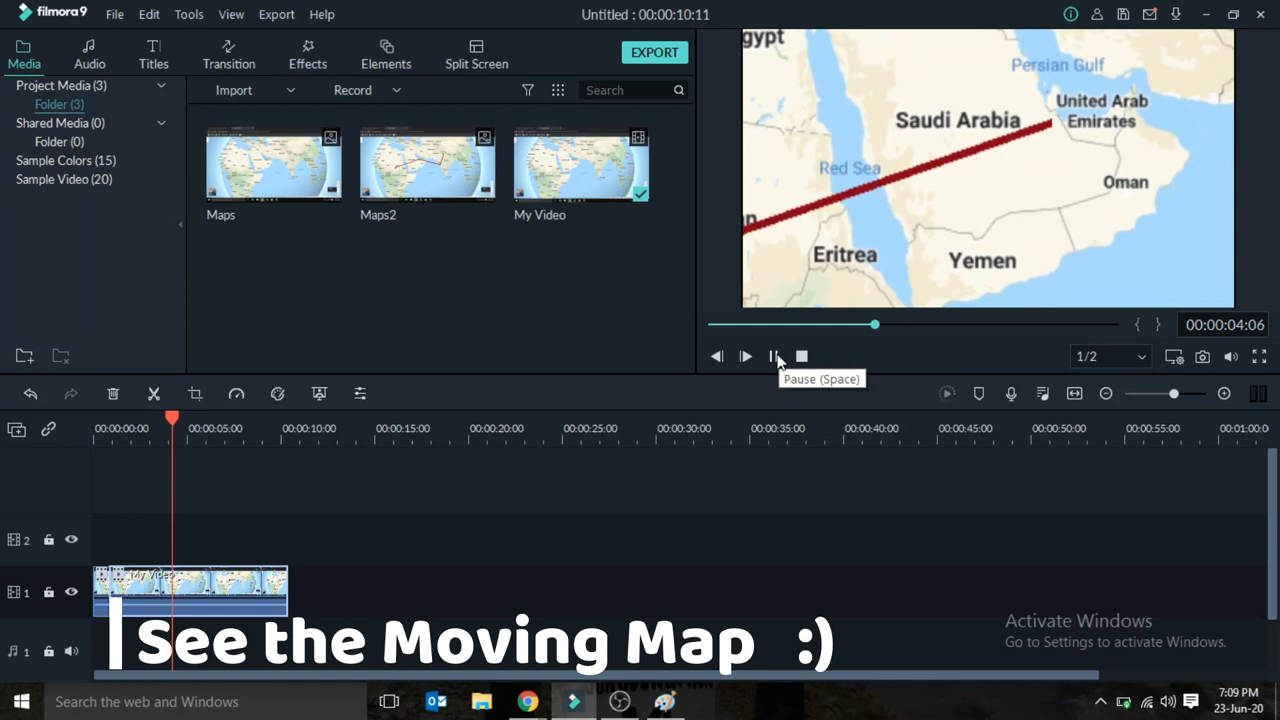 filmora9 File Edit Tools View Export Help Untitled : 00:00:10:11
Media Audio Titles Transition Effects Elements Split Screen EXPORT
Project Media (3)
Folder (3)
Shared Media (0)
Folder (0)
Sample Colors (15)
Sample Video (20)
Import Record Search
Maps Maps2 My Video
gypt
Persian Gulf
Saudi Arabia
United Arab
Emirates
Red Sea
Oman
Eritrea
Yemen
00:00:04:06
1/2
Pause (Space)
00:00:00:00 00:00:05:00 00:00:10:00 00:00:15:00 00:00:20:00 00:00:25:00 00:00:30:00 00:00:35:00 00:00:40:00 00:00:45:00 00:00:50:00 00:00:55:00 00:01:00:0
2
My Video
1
1
See the Moving Map :)
Activate Windows
Go to Settings to activate Windows.
Search the web and Windows
7:09 PM
23-Jun-20